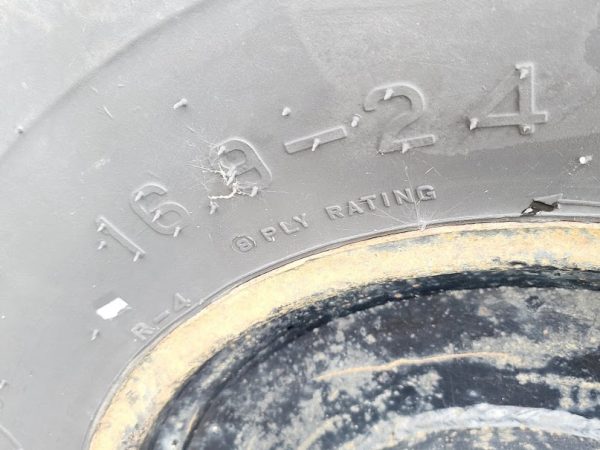 16.9-24
⑧ PLY RATING
R-4